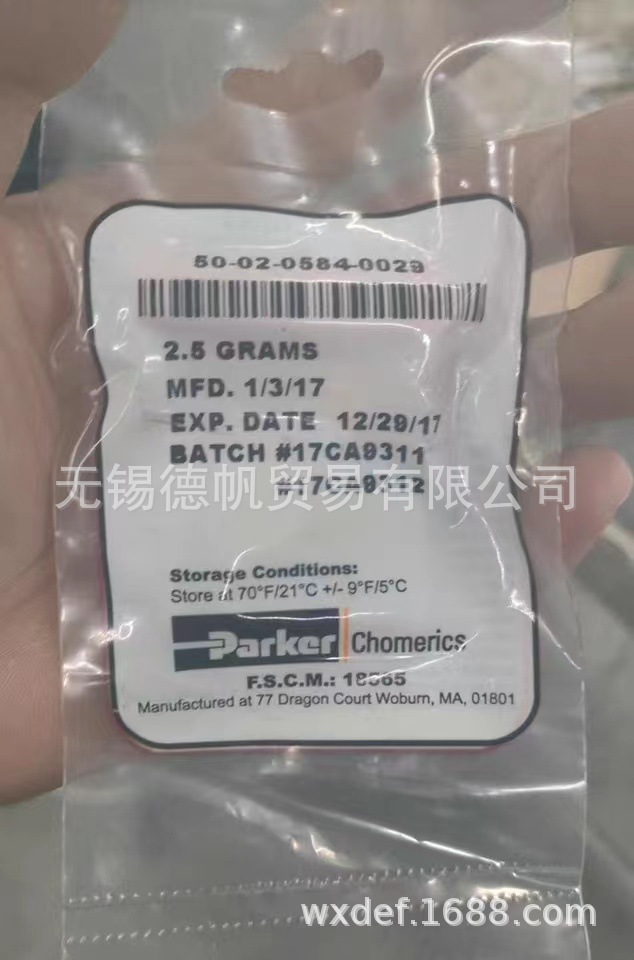 50-02-0584-0029
2.5 GRAMS
MFD. 1/3/17
EXP. DATE 12/29/17
BATCH #17CA9311
#17CA9312
无锡德帆贸易有限公司
Storage Conditions:
Store at 70°F/21°C +/- 9°F/5°C
Parker Chomerics
F.S.C.M.: 18565
Manufactured at 77 Dragon Court Woburn, MA, 01801
wxdef.1688.com